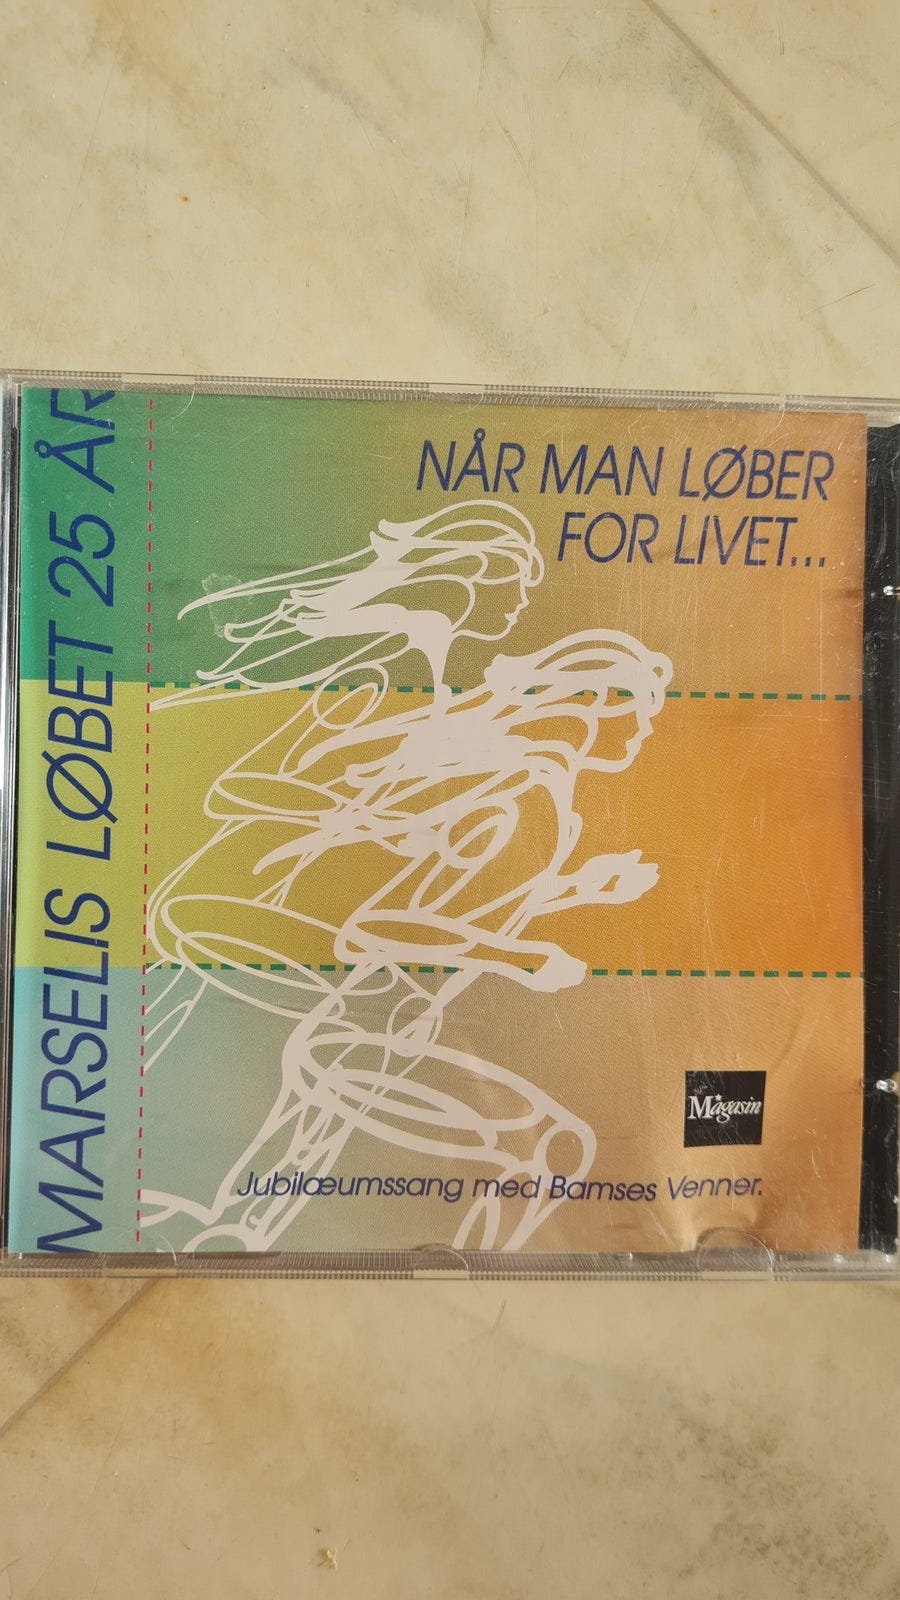 MARSELIS LØBET 25 ÅR
NÅR MAN LØBER
FOR LIVET...
Magasin
Jubilæumssang med Bamses Venner.